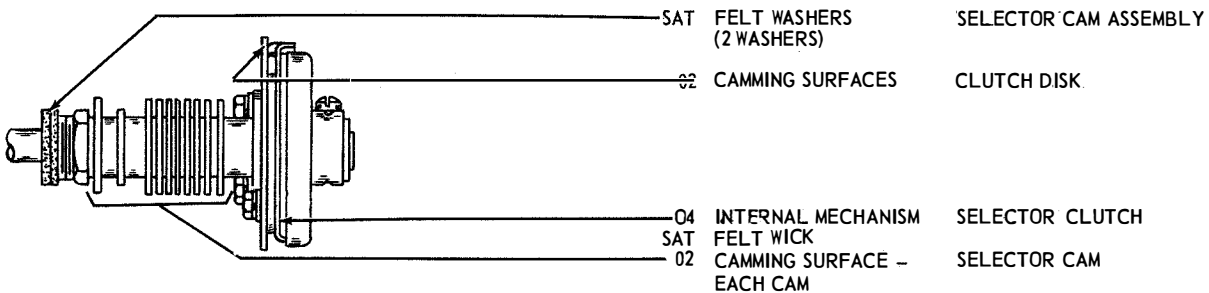 SAT FELT WASHERS SELECTOR CAM ASSEMBLY
(2 WASHERS)
02 CAMMING SURFACES CLUTCH DISK
O4 INTERNAL MECHANISM SELECTOR CLUTCH
SAT FELT WICK
02 CAMMING SURFACE – SELECTOR CAM
EACH CAM